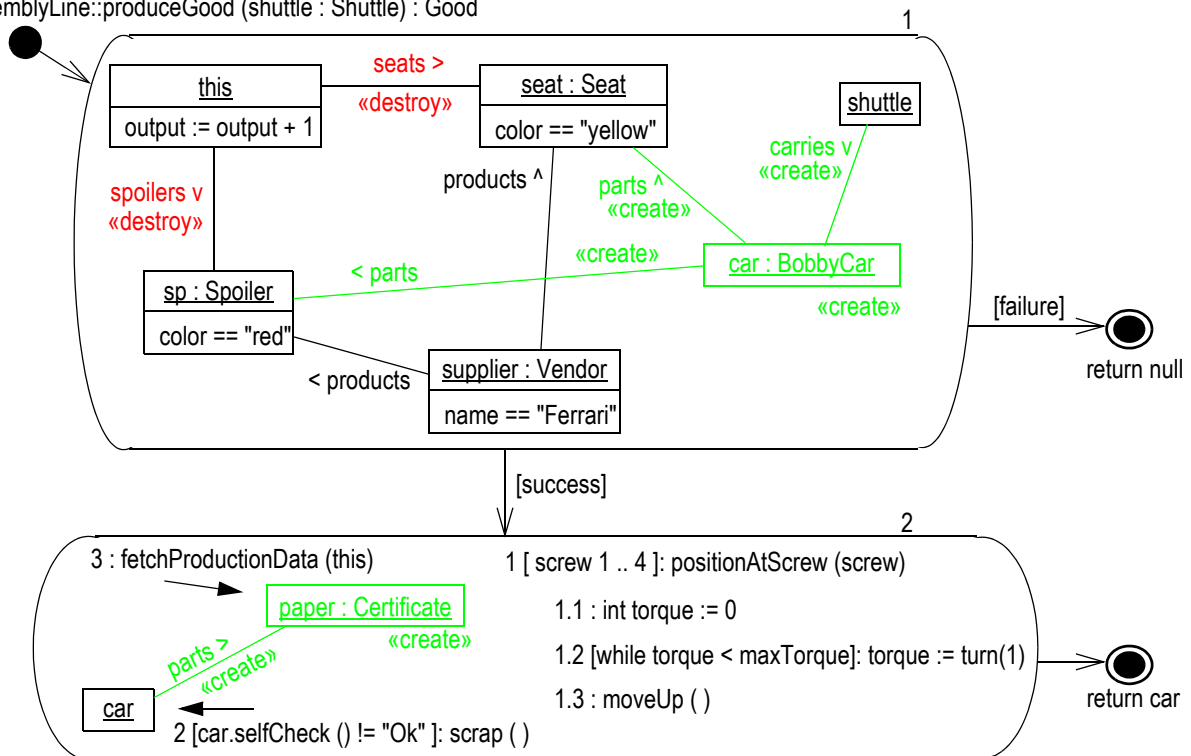 emblyLine::produceGood (shuttle : Shuttle) : Good
1
this
output := output + 1
seats >
«destroy»
seat : Seat
color == "yellow"
shuttle
carries v
«create»
products ^
parts ^
«create»
spoilers v
«destroy»
«create»
car : BobbyCar
«create»
< parts
sp : Spoiler
color == "red"
< products
supplier : Vendor
name == "Ferrari"
[failure]
return null
[success]
2
3 : fetchProductionData (this)
paper : Certificate
«create»
parts >
«create»
car
2 [car.selfCheck () != "Ok" ]: scrap ( )
1 [ screw 1 .. 4 ]: positionAtScrew (screw)
1.1 : int torque := 0
1.2 [while torque < maxTorque]: torque := turn(1)
1.3 : moveUp ( )
return car